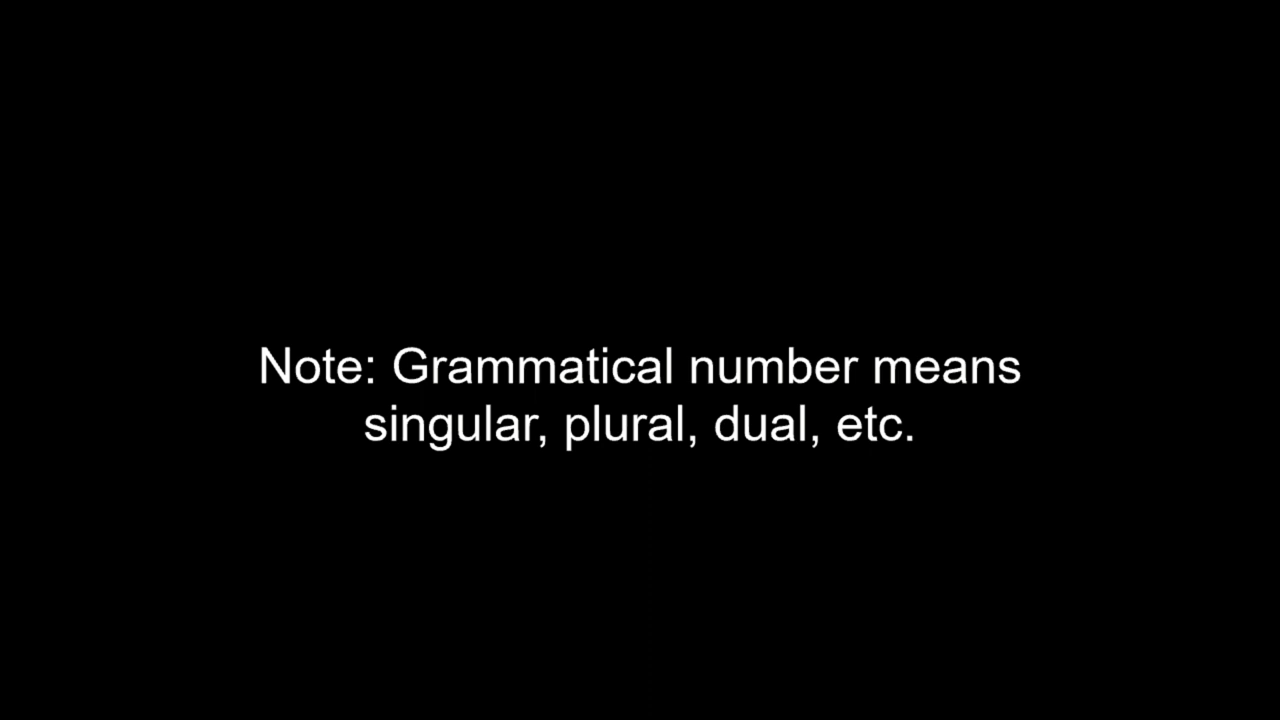 Note: Grammatical number means
singular, plural, dual, etc.